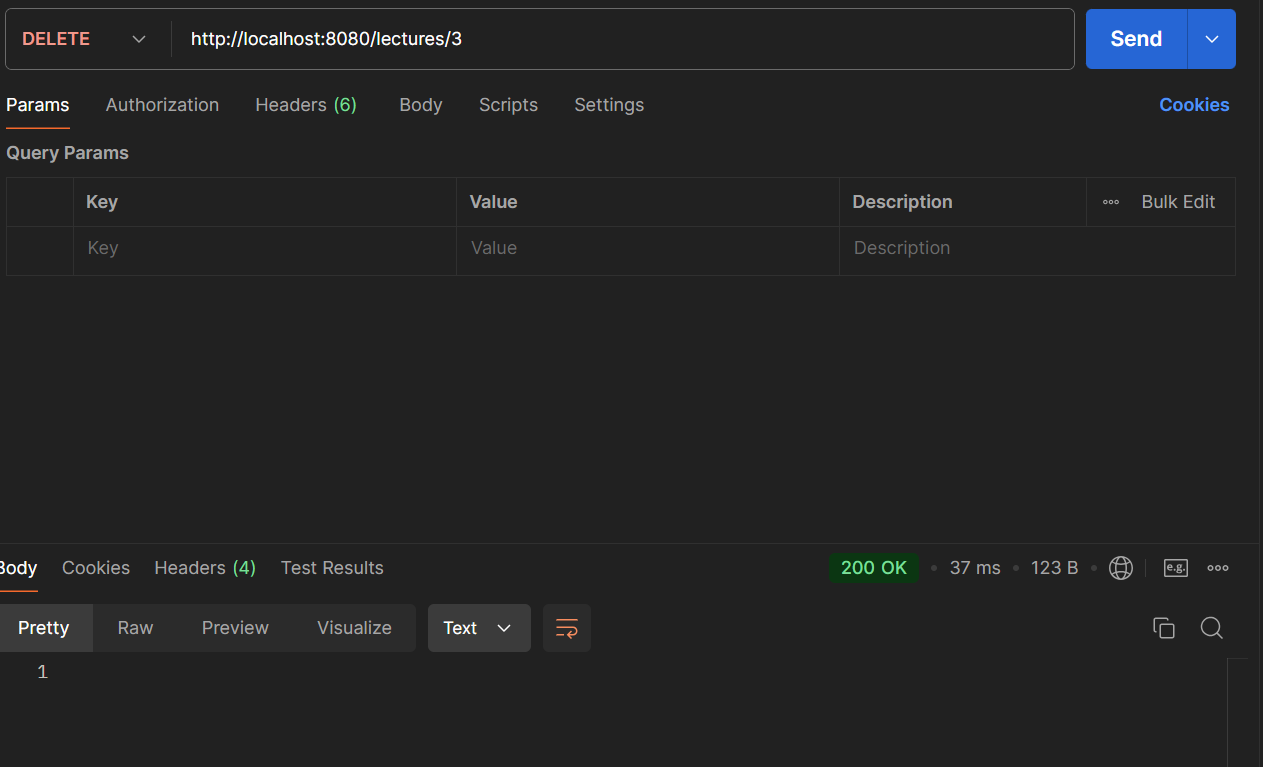 DELETE http://localhost:8080/lectures/3 Send
Params Authorization Headers (6) Body Scripts Settings Cookies
Query Params
Key Value Description ooo Bulk Edit
Key Value Description
Body Cookies Headers (4) Test Results 200 OK • 37 ms • 123 B • e.g. ooo
Pretty Raw Preview Visualize Text
1